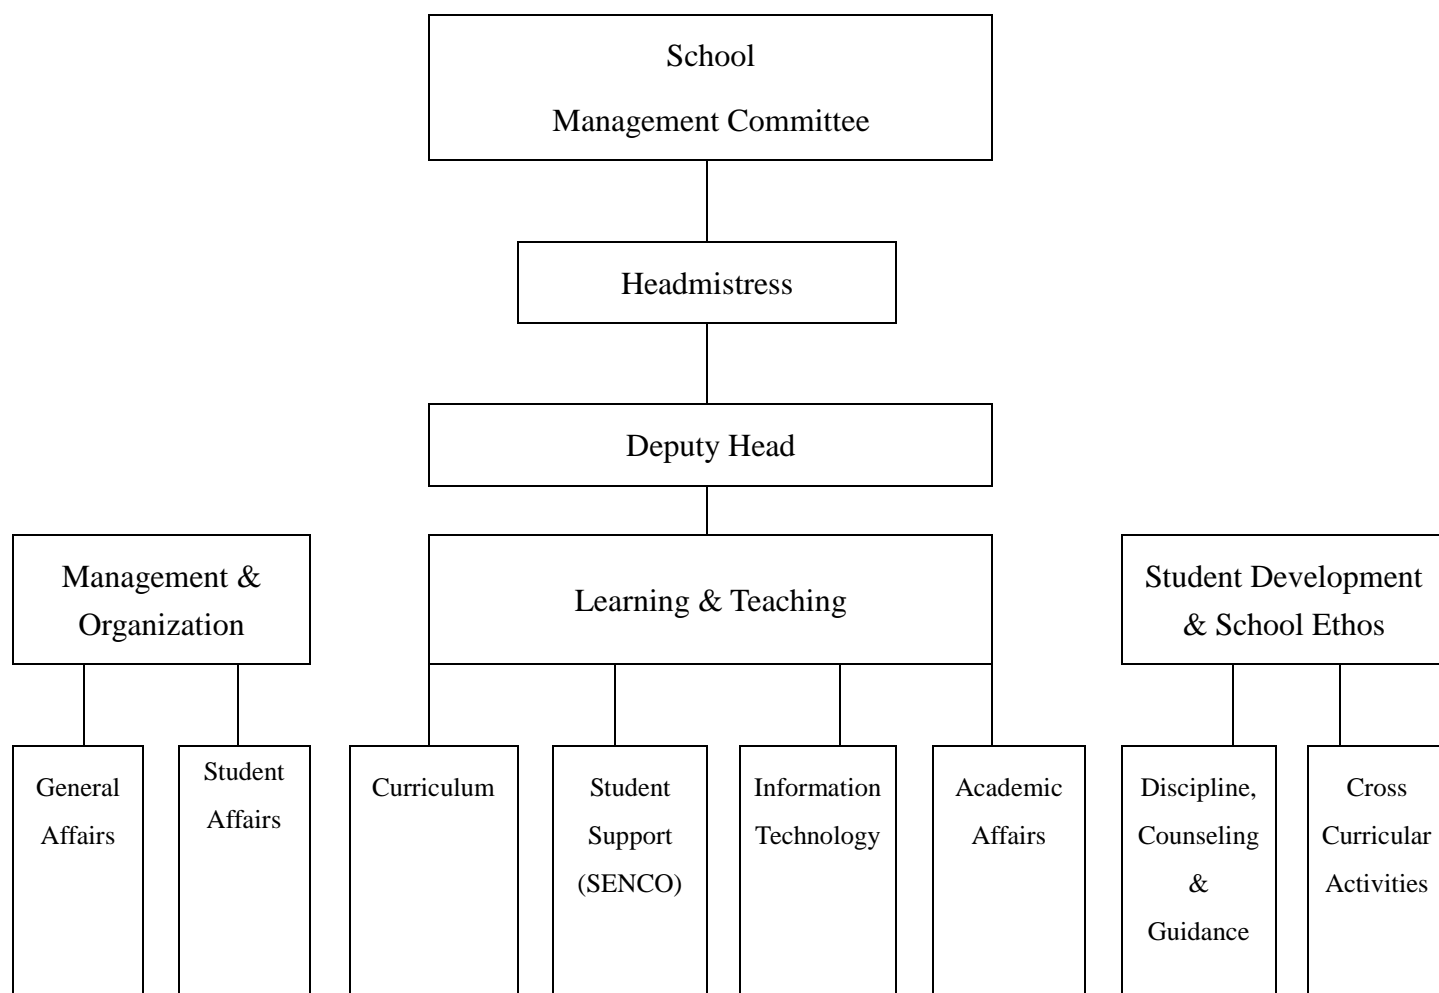 School
Management Committee
Headmistress
Deputy Head
Management &
Organization
Learning & Teaching
Student Development
& School Ethos
General
Affairs
Student
Affairs
Curriculum
Student
Support
(SENCO)
Information
Technology
Academic
Affairs
Discipline,
Counseling
&
Guidance
Cross
Curricular
Activities